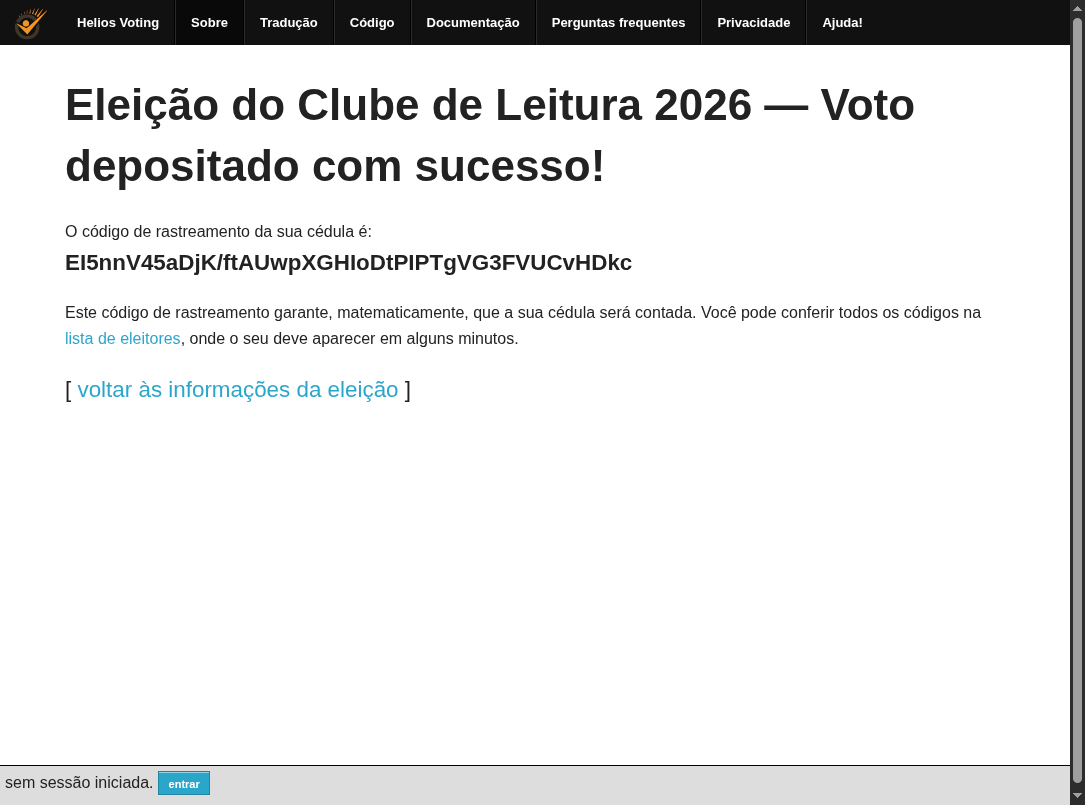 Helios Voting Sobre Tradução Código Documentação Perguntas frequentes Privacidade Ajuda!
Eleição do Clube de Leitura 2026 — Voto
depositado com sucesso!
O código de rastreamento da sua cédula é:
EI5nnV45aDjK/ftAUwpXGHIoDtPIPTgVG3FVUCvHDkc
Este código de rastreamento garante, matematicamente, que a sua cédula será contada. Você pode conferir todos os códigos na
lista de eleitores, onde o seu deve aparecer em alguns minutos.
[ voltar às informações da eleição ]
sem sessão iniciada. entrar